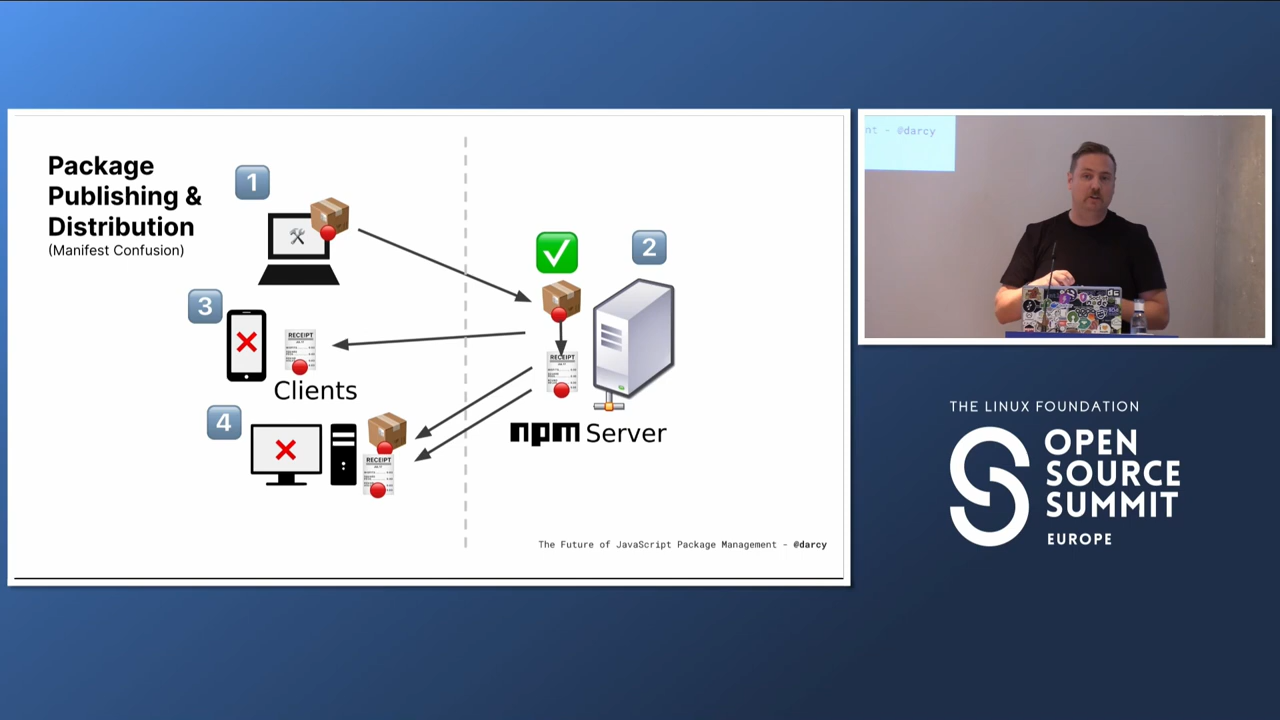 Package
Publishing &
Distribution
(Manifest Confusion)
1
2
3
4
RECEIPT
RECEIPT
RECEIPT
Clients
npm Server
The Future of JavaScript Package Management - @darcy
nt - @darcy
THE LINUX FOUNDATION
OPEN
SOURCE
SUMMIT
EUROPE